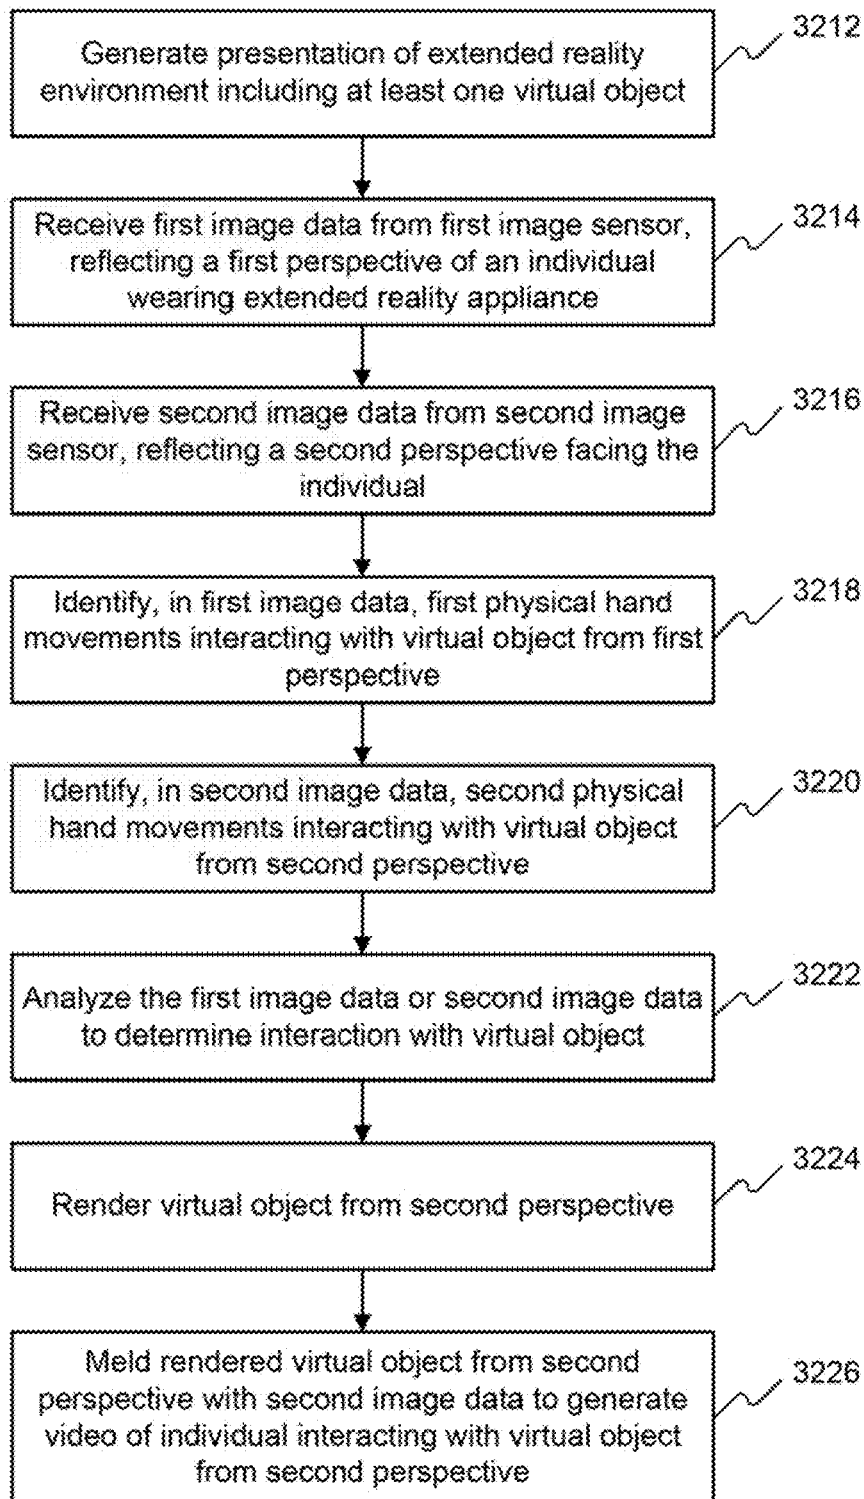 Generate presentation of extended reality
environment including at least one virtual object
3212
Receive first image data from first image sensor,
reflecting a first perspective of an individual
wearing extended reality appliance
3214
Receive second image data from second image
sensor, reflecting a second perspective facing the
individual
3216
Identify, in first image data, first physical hand
movements interacting with virtual object from first
perspective
3218
Identify, in second image data, second physical
hand movements interacting with virtual object
from second perspective
3220
Analyze the first image data or second image data
to determine interaction with virtual object
3222
Render virtual object from second perspective
3224
Meld rendered virtual object from second
perspective with second image data to generate
video of individual interacting with virtual object
from second perspective
3226